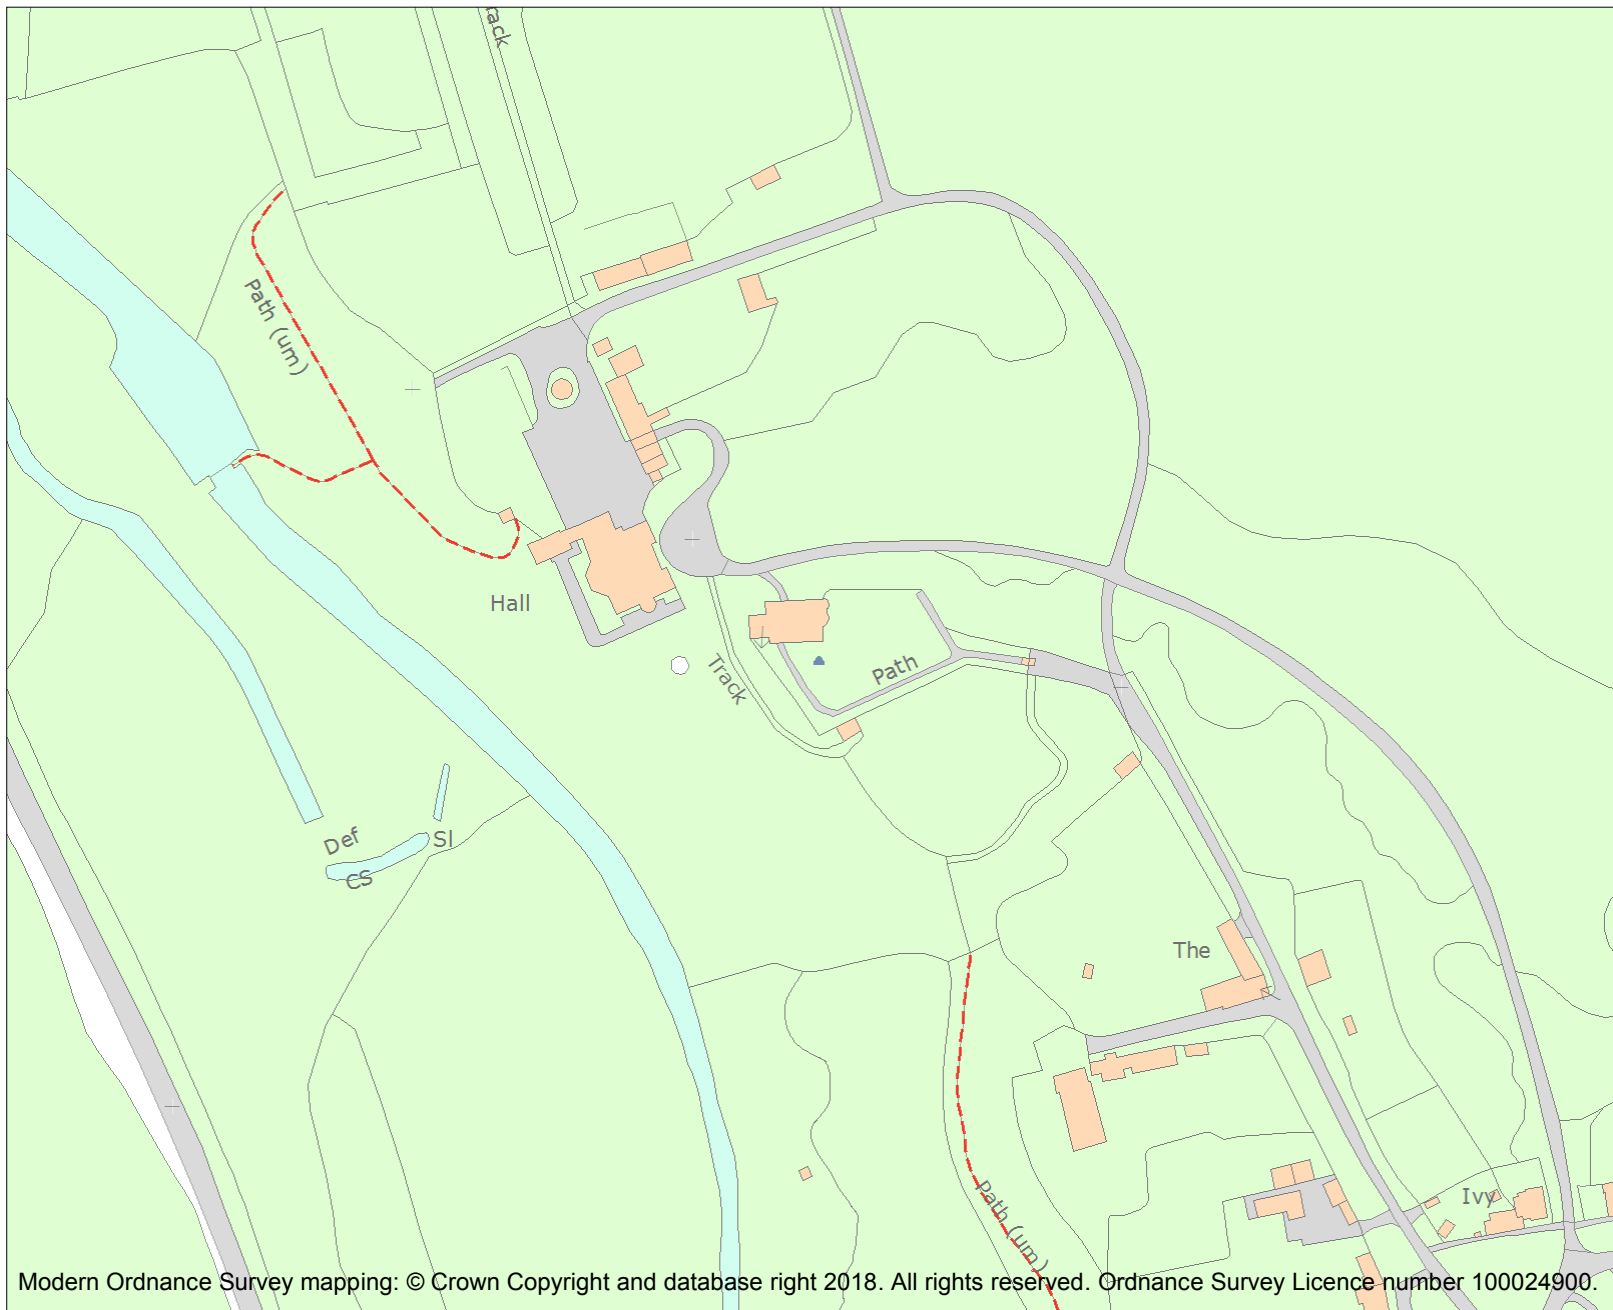 rack
Path (um)
Hall
Track
Path
Def
Sl
CS
The
Path (um)
Ivy
Modern Ordnance Survey mapping: © Crown Copyright and database right 2018. All rights reserved. Ordnance Survey Licence number 100024900.